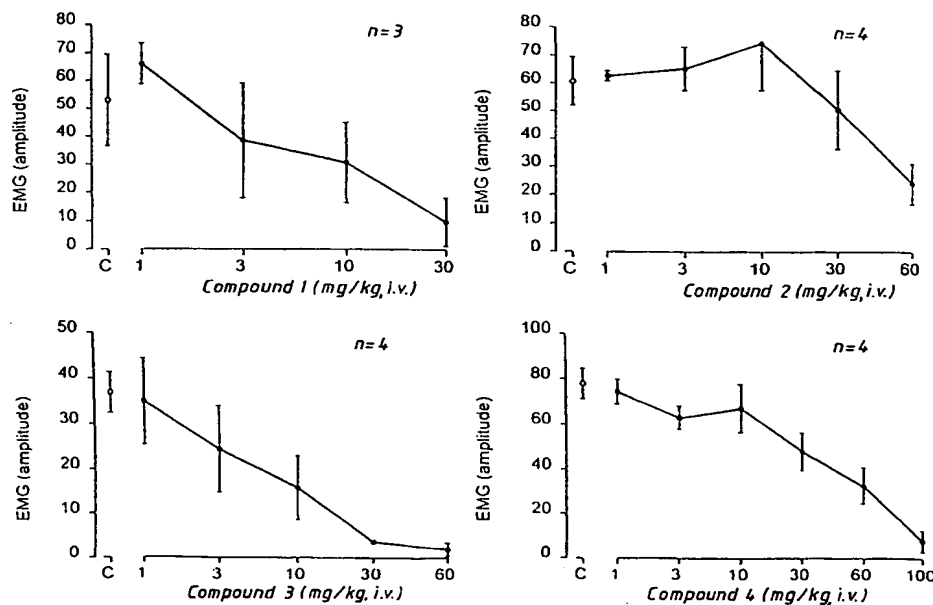 80
70
60
50
40
30
20
10
0
EMG (amplitude)
n=3
C 1 3 10 30
Compound 1 (mg/kg, i.v.)
80
70
60
50
40
30
20
10
0
EMG (amplitude)
n=4
C 1 3 10 30 60
Compound 2 (mg/kg, i.v.)
50
40
30
20
10
0
EMG (amplitude)
n=4
C 1 3 10 30 60
Compound 3 (mg/kg, i.v.)
100
80
60
40
20
0
EMG (amplitude)
n=4
C 1 3 10 30 60 100
Compound 4 (mg/kg, i.v.)